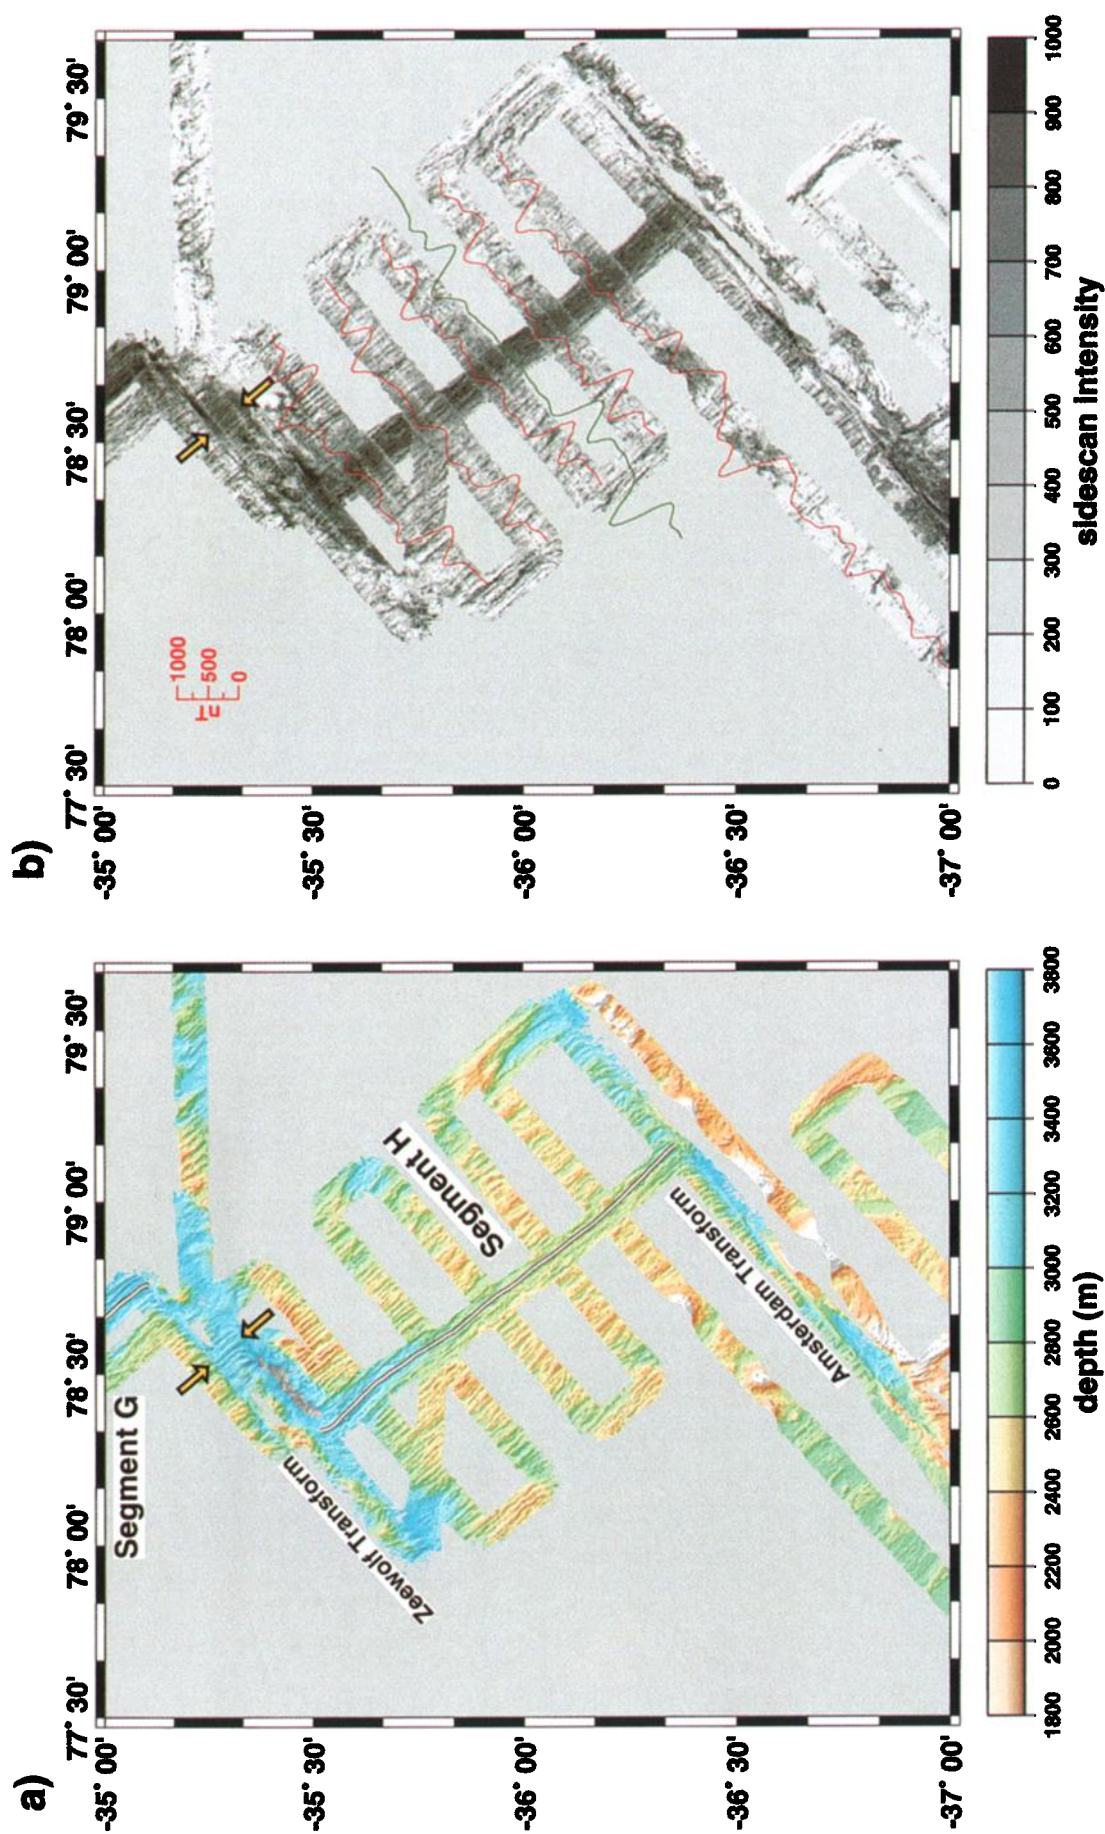 a)
77° 30'
78° 00'
78° 30'
79° 00'
79° 30'
-35° 00'
-35° 30'
-36° 00'
-36° 30'
-37° 00'
Segment G
Zeewolf Transform
Segment H
Amsterdam Transform
1800 2000 2200 2400 2600 2800 3000 3200 3400 3600 3800
depth (m)
b)
77° 30'
78° 00'
78° 30'
79° 00'
79° 30'
-35° 00'
-35° 30'
-36° 00'
-36° 30'
-37° 00'
nT
1000
500
0
0 100 200 300 400 500 600 700 800 900 1000
sidescan intensity